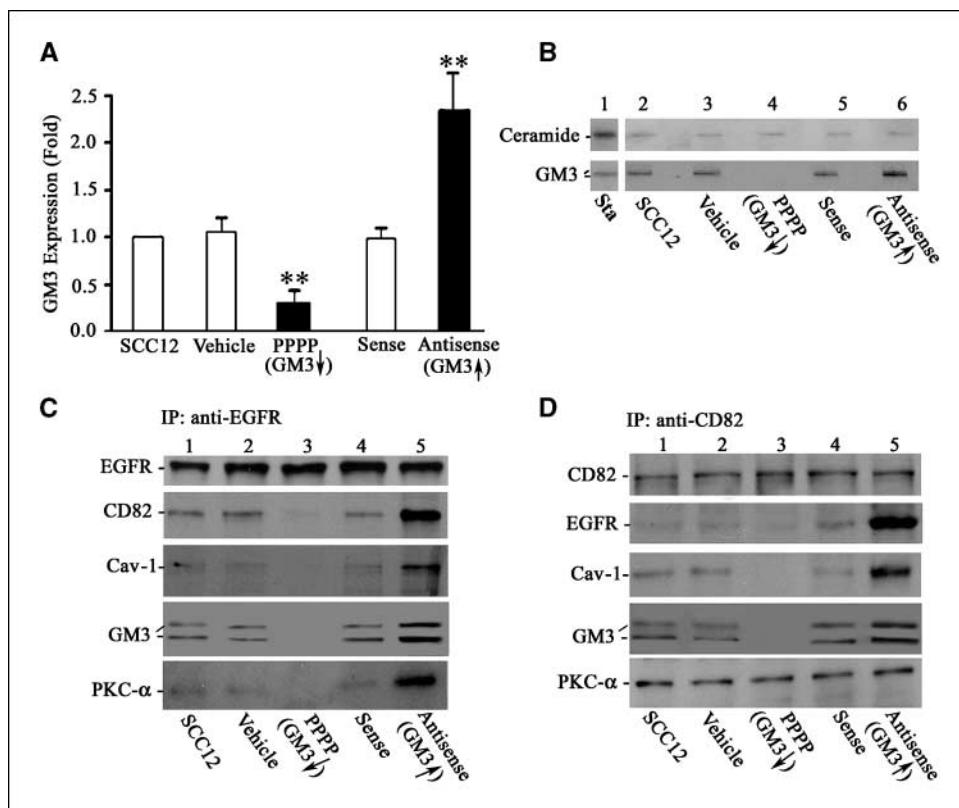 A
GM3 Expression (Fold)
2.5
2.0
1.5
1.0
0.5
0.0
**
**
SCC12 Vehicle PPPP (GM3↓) Sense Antisense (GM3↑)
B
1 2 3 4 5 6
Ceramide
GM3
Sta SCC12 Vehicle PPPP (GM3↓) Sense Antisense (GM3↑)
C
IP: anti-EGFR
1 2 3 4 5
EGFR
CD82
Cav-1
GM3
PKC-α
SCC12 Vehicle PPPP (GM3↓) Sense Antisense (GM3↑)
D
IP: anti-CD82
1 2 3 4 5
CD82
EGFR
Cav-1
GM3
PKC-α
SCC12 Vehicle PPPP (GM3↓) Sense Antisense (GM3↑)